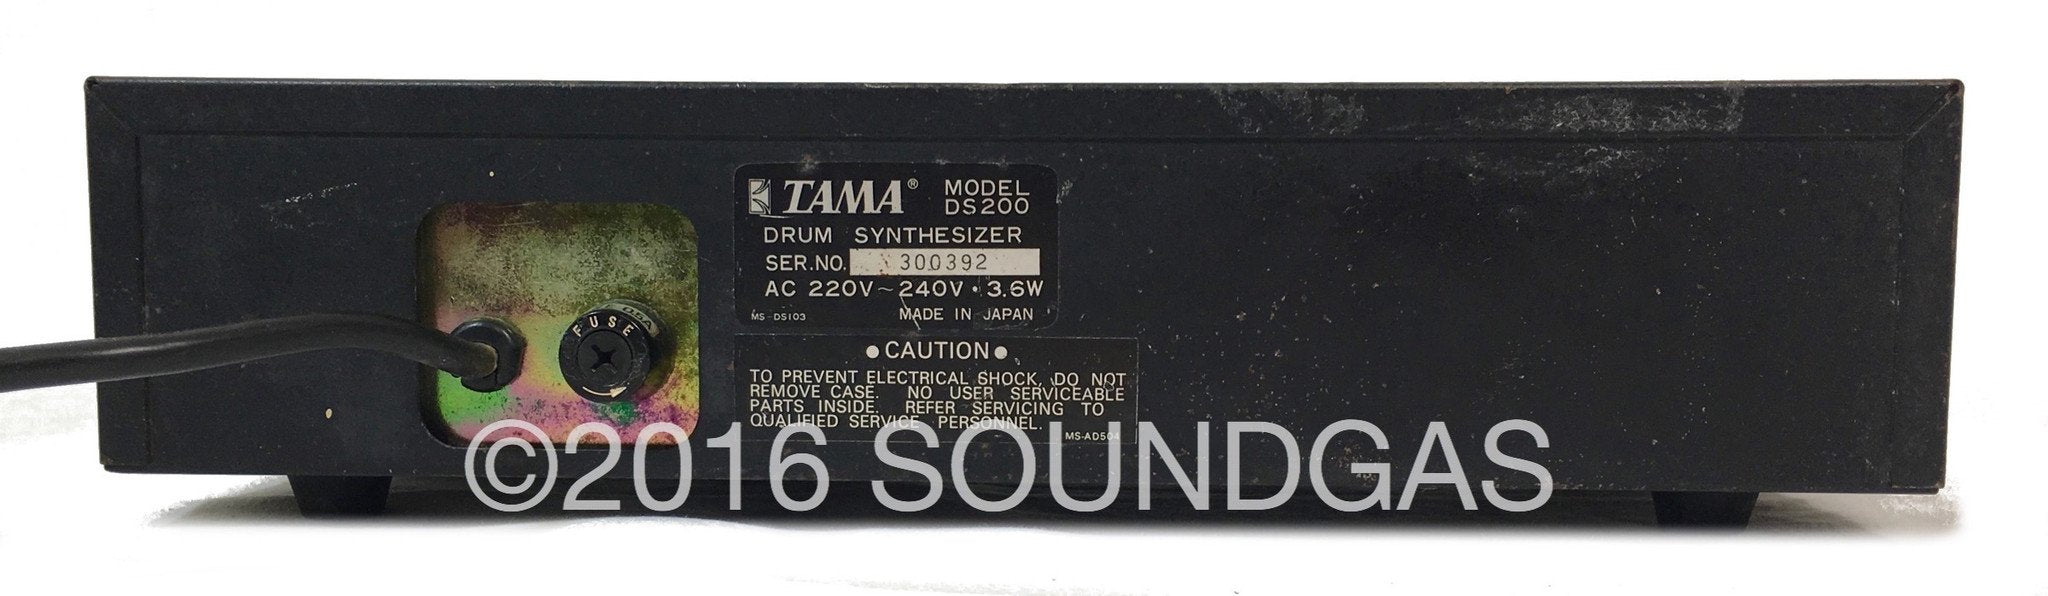 TAMA® MODEL
DS200
DRUM SYNTHESIZER
SER.NO. 300392
AC 220V~240V・3.6W
MS-DS103 MADE IN JAPAN
FUSE
0.5A
●CAUTION●
TO PREVENT ELECTRICAL SHOCK, DO NOT
REMOVE CASE. NO USER SERVICEABLE
PARTS INSIDE. REFER SERVICING TO
QUALIFIED SERVICE PERSONNEL.
MS-AD504
©2016 SOUNDGAS